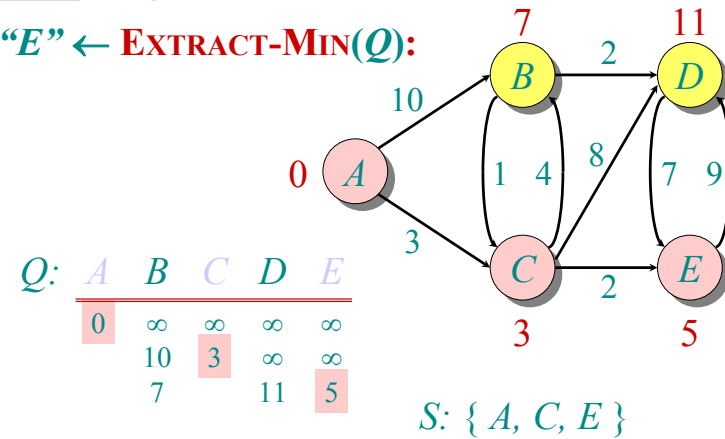 “E” ← EXTRACT-MIN(Q):
7 11
B 2 D
10
0 A 1 4 8 7 9
3
C 2 E
3 5
Q: A B C D E
0 ∞ ∞ ∞ ∞
10 3 ∞ ∞
7 11 5
S: { A, C, E }